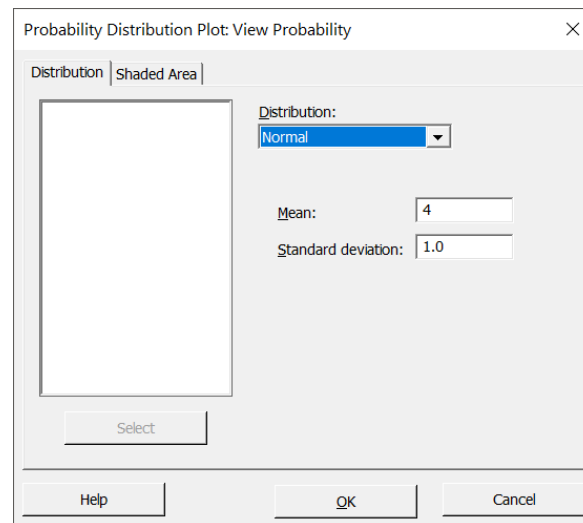 Probability Distribution Plot: View Probability
Distribution Shaded Area
Distribution:
Normal
Mean: 4
Standard deviation: 1.0
Select
Help OK Cancel